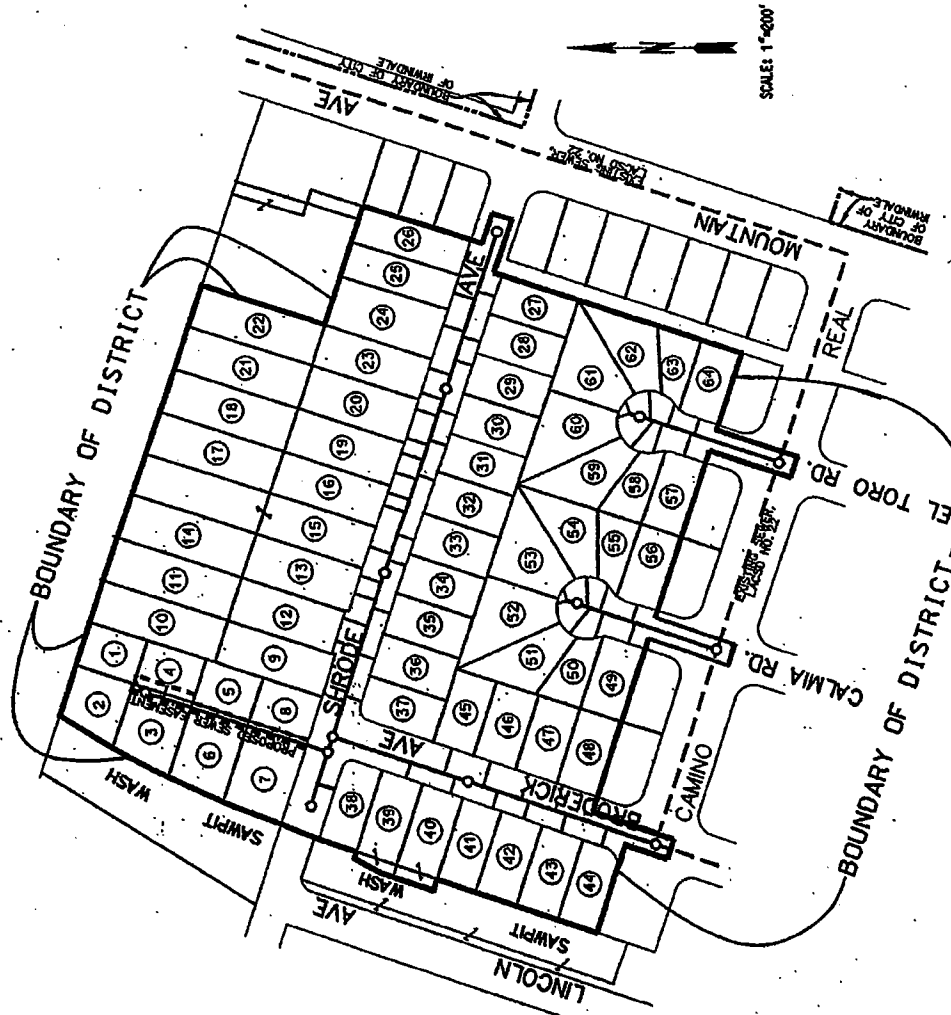 BOUNDARY OF DISTRICT
AVE
BOUNDARY OF CITY
OF IRWINDALE
N
SCALE: 1"=200'
EXISTING SEWER,
LACSD NO. 22
MOUNTAIN
BOUNDARY
OF CITY OF
IRWINDALE
1
2
3
4
5
6
7
8
9
10
11
12
13
14
15
16
17
18
19
20
21
22
23
24
25
26
PROPOSED SEWER EASEMENT
WASH
SAWPIT
SHRODE
AVE
27
28
29
30
31
32
33
34
35
36
37
38
39
40
41
42
43
44
45
46
47
48
49
50
51
52
53
54
55
56
57
58
59
60
61
62
63
64
BRODERICK
AVE
WASH
SAWPIT
LINCOLN
AVE
CAMINO
REAL
EXISTING SEWER,
LACSD NO. 22
CALMIA RD.
EL TORO RD.
BOUNDARY OF DISTRICT